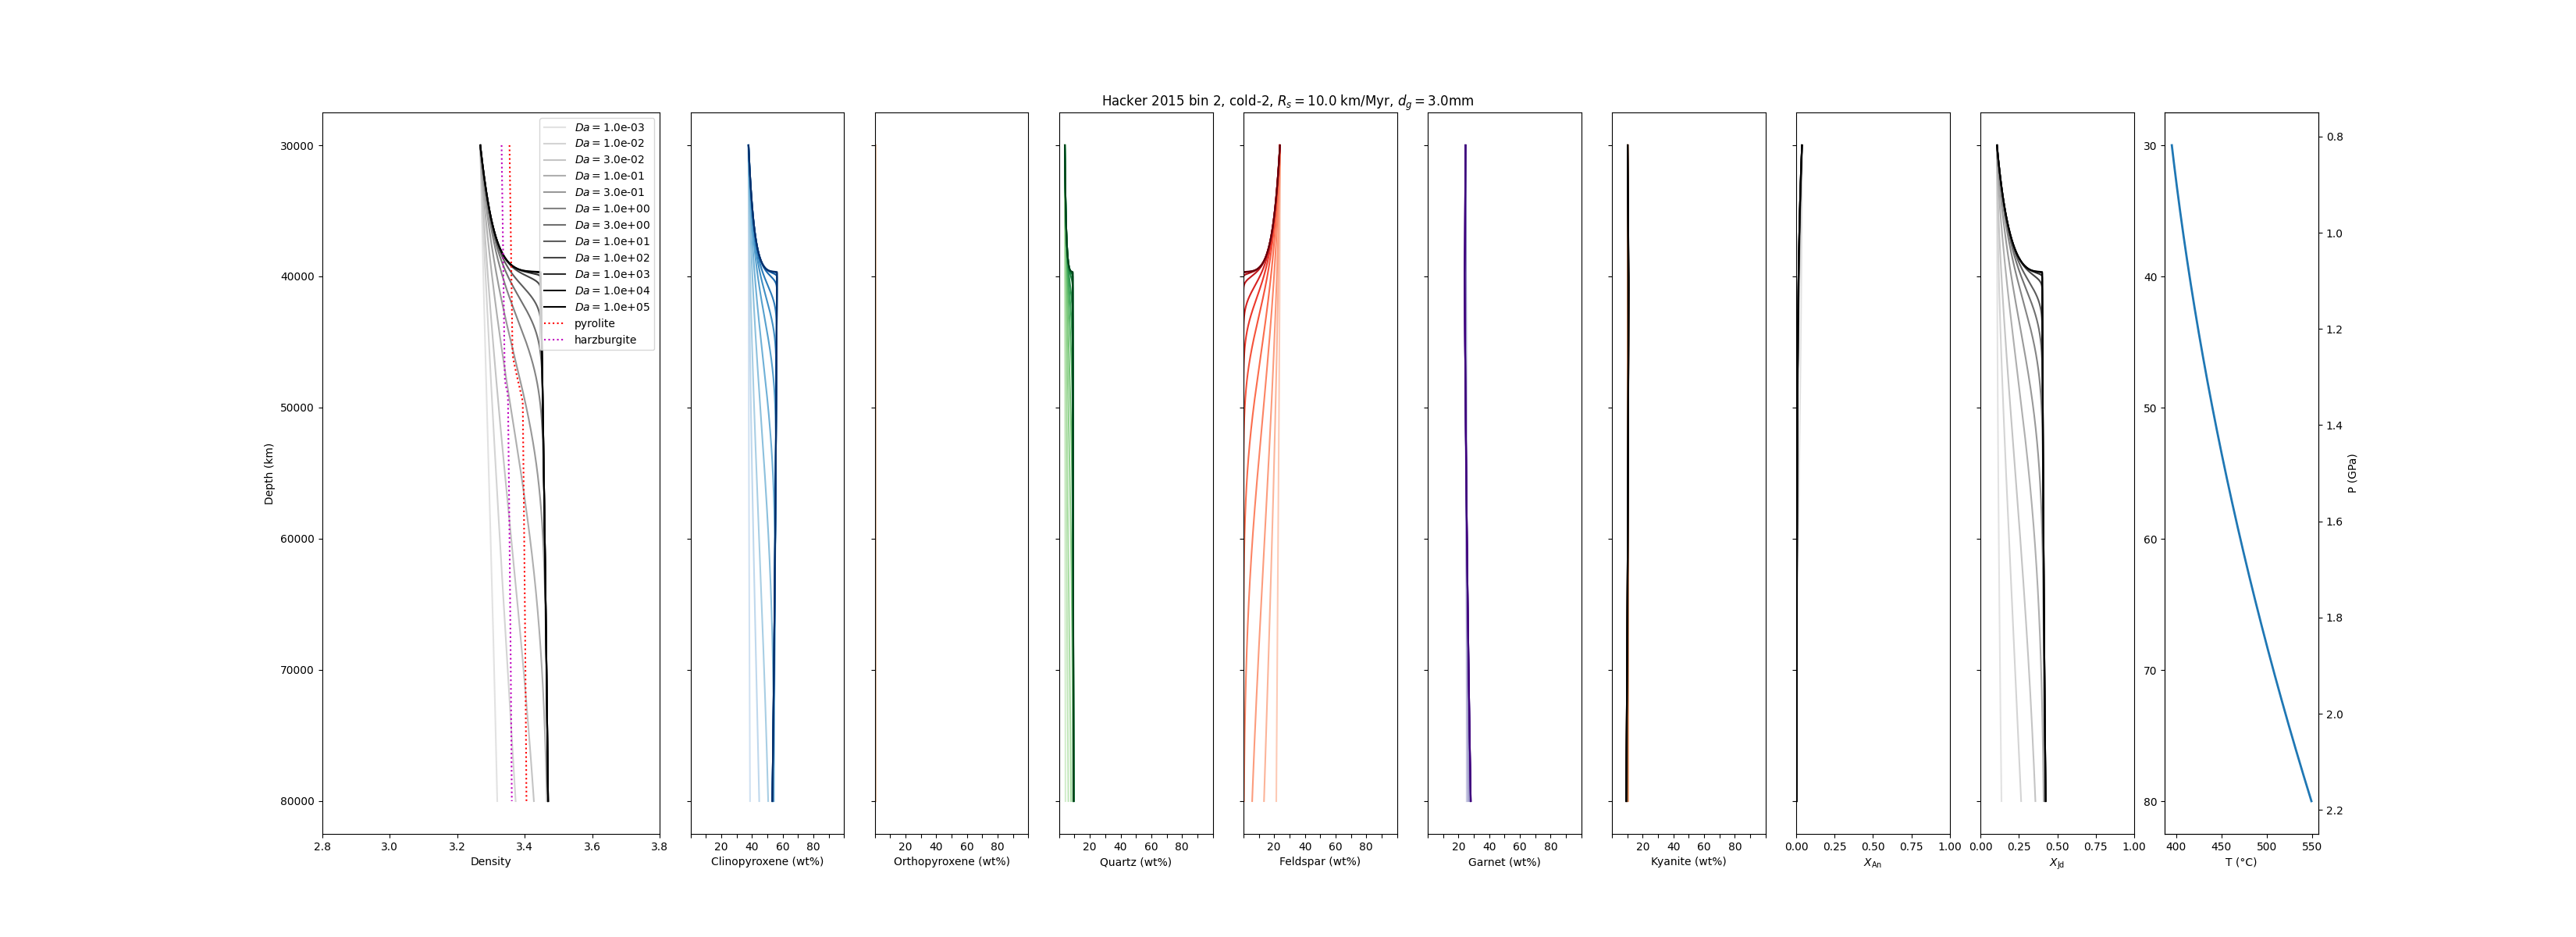 Hacker 2015 bin 2, cold-2, R_s = 10.0 km/Myr, d_g = 3.0mm
Da = 1.0e-03
Da = 1.0e-02
Da = 3.0e-02
Da = 1.0e-01
Da = 3.0e-01
Da = 1.0e+00
Da = 3.0e+00
Da = 1.0e+01
Da = 1.0e+02
Da = 1.0e+03
Da = 1.0e+04
Da = 1.0e+05
pyrolite
harzburgite
Depth (km)
30000
40000
50000
60000
70000
80000
2.8 3.0 3.2 3.4 3.6 3.8
Density
20 40 60 80
Clinopyroxene (wt%)
20 40 60 80
Orthopyroxene (wt%)
20 40 60 80
Quartz (wt%)
20 40 60 80
Feldspar (wt%)
20 40 60 80
Garnet (wt%)
20 40 60 80
Kyanite (wt%)
0.00 0.25 0.50 0.75 1.00
X_An
0.00 0.25 0.50 0.75 1.00
X_Jd
30
40
50
60
70
80
400 450 500 550
T (°C)
0.8
1.0
1.2
1.4
1.6
1.8
2.0
2.2
P (GPa)